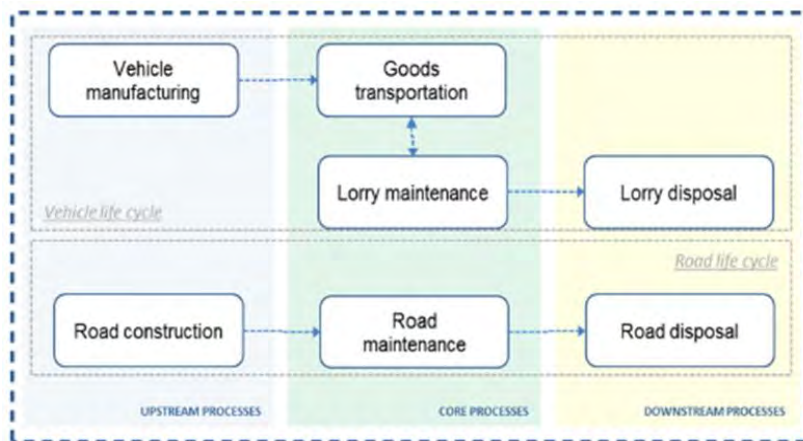 Vehicle
manufacturing
Goods
transportation
Lorry maintenance
Lorry disposal
Vehicle life cycle
Road life cycle
Road construction
Road
maintenance
Road disposal
UPSTREAM PROCESSES
CORE PROCESSES
DOWNSTREAM PROCESSES